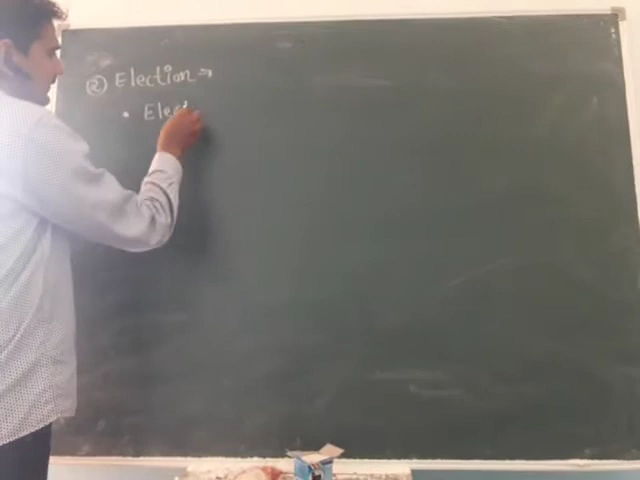 (2) Election →
• Elec